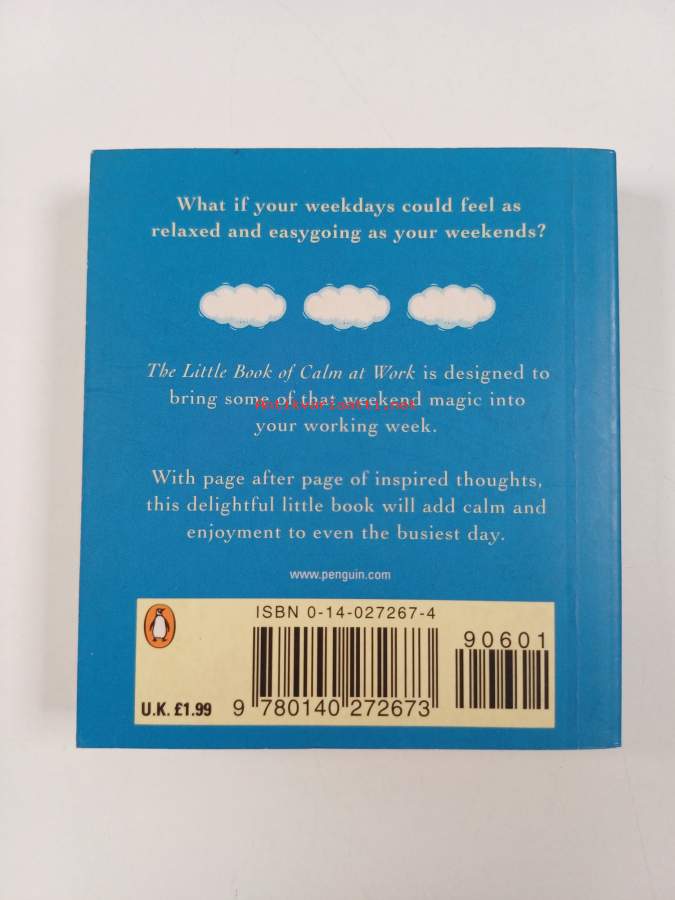 What if your weekdays could feel as
relaxed and easygoing as your weekends?
The Little Book of Calm at Work is designed to
bring some of that weekend magic into
Antikvariaatti.net
your working week.
With page after page of inspired thoughts,
this delightful little book will add calm and
enjoyment to even the busiest day.
www.penguin.com
ISBN 0-14-027267-4
90601
U.K. £1.99
9 780140 272673